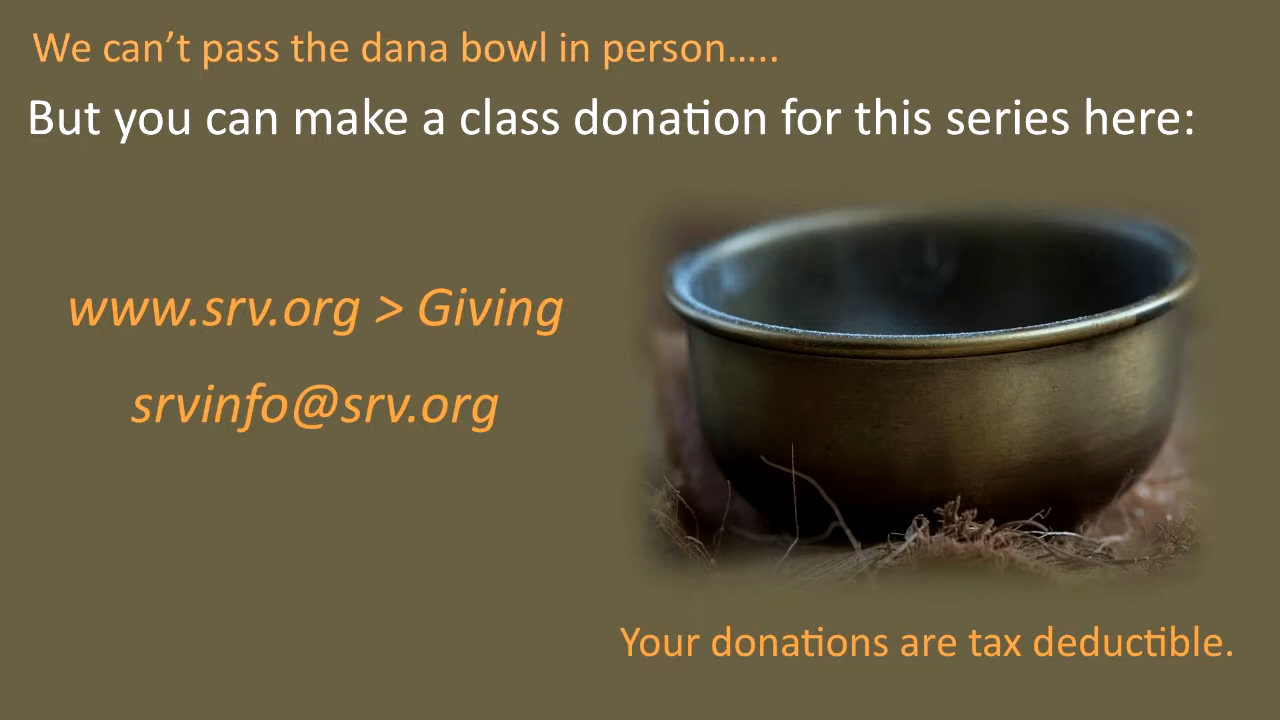 We can’t pass the dana bowl in person…..
But you can make a class donation for this series here:
www.srv.org > Giving
srvinfo@srv.org
Your donations are tax deductible.